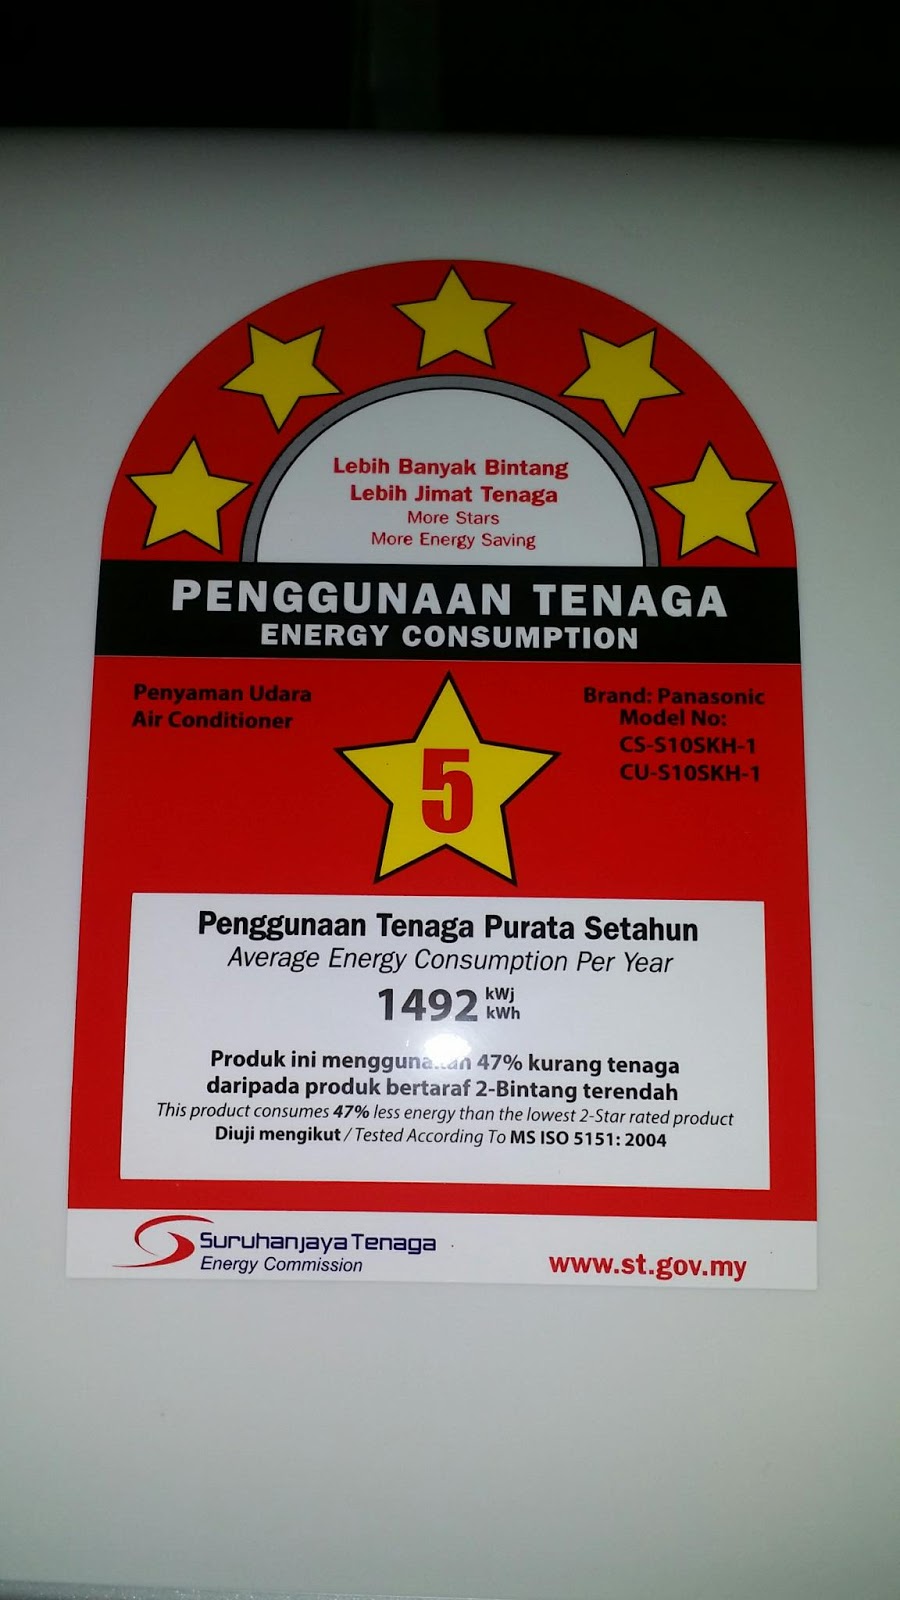 Lebih Banyak Bintang
Lebih Jimat Tenaga
More Stars
More Energy Saving
PENGGUNAAN TENAGA
ENERGY CONSUMPTION
Penyaman Udara
Air Conditioner
Brand: Panasonic
Model No:
CS-S10SKH-1
CU-S10SKH-1
5
Penggunaan Tenaga Purata Setahun
Average Energy Consumption Per Year
1492 kWj
kWh
Produk ini menggunakan 47% kurang tenaga
daripada produk bertaraf 2-Bintang terendah
This product consumes 47% less energy than the lowest 2-Star rated product
Diuji mengikut / Tested According To MS ISO 5151: 2004
Suruhanjaya Tenaga
Energy Commission
www.st.gov.my